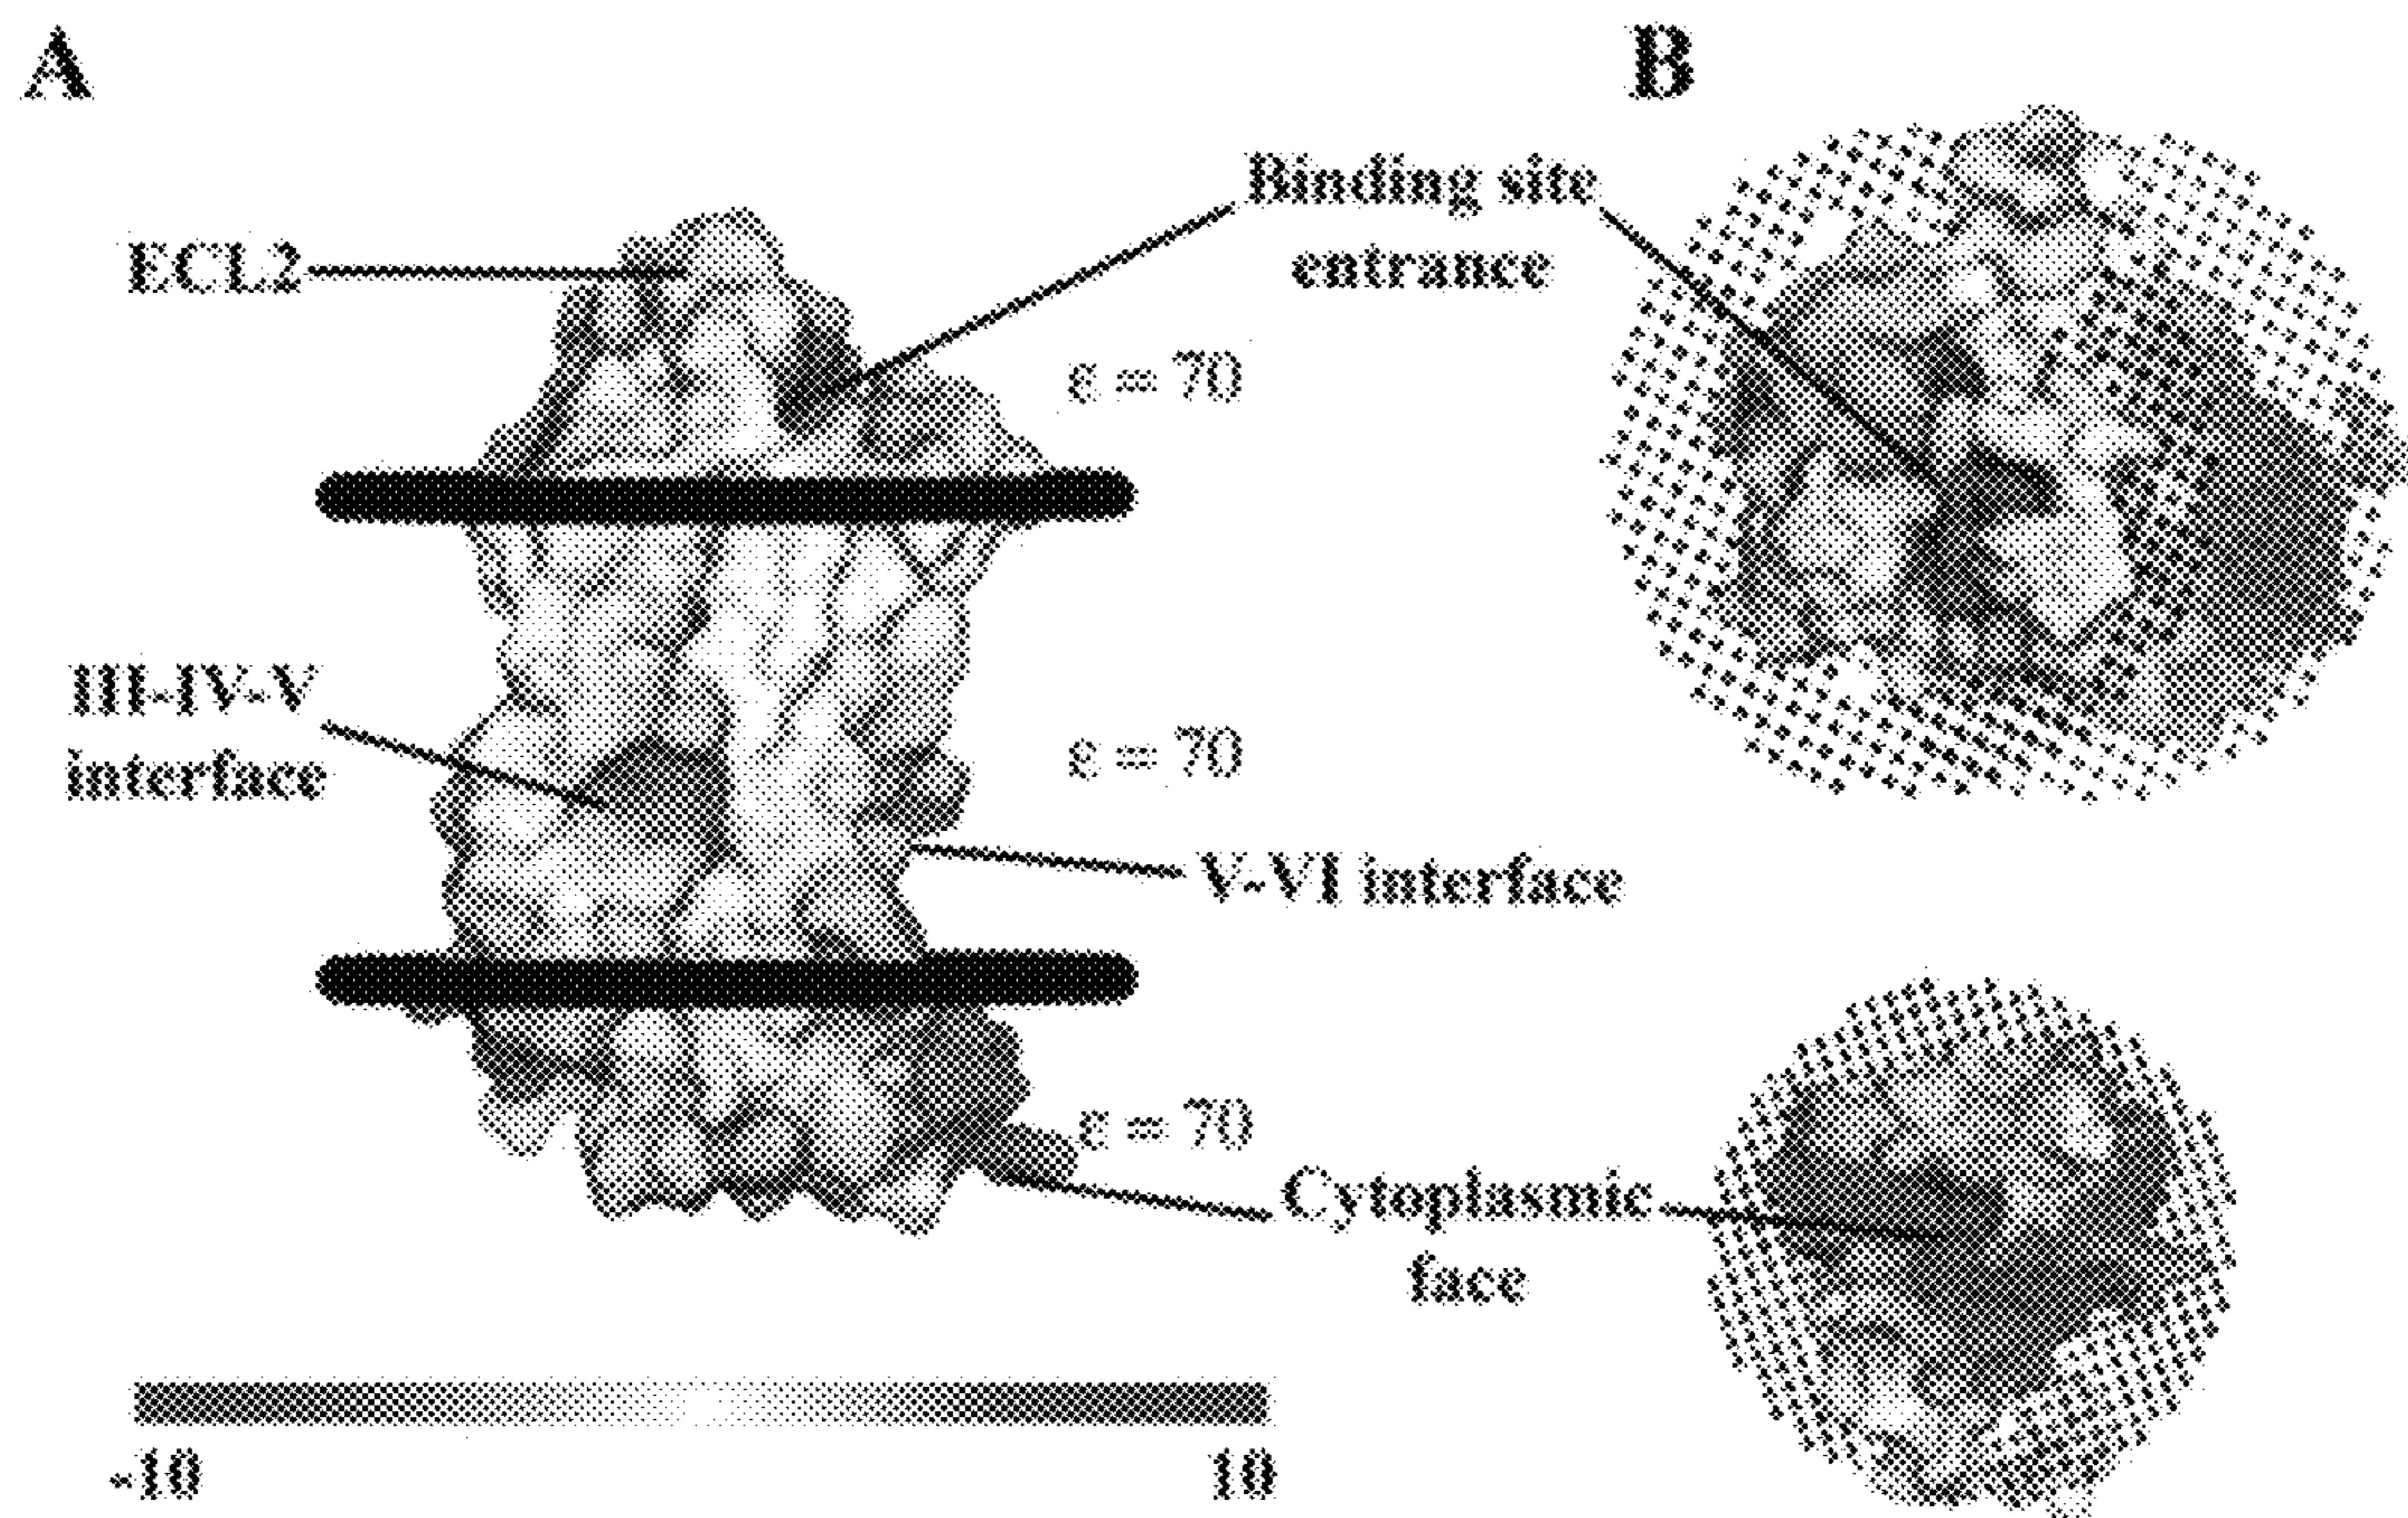 A
B
Binding site
entrance
ECL2
ε = 70
III-IV-V
interface
ε = 70
V-VI interface
ε = 70
Cytoplasmic
face
-10
10